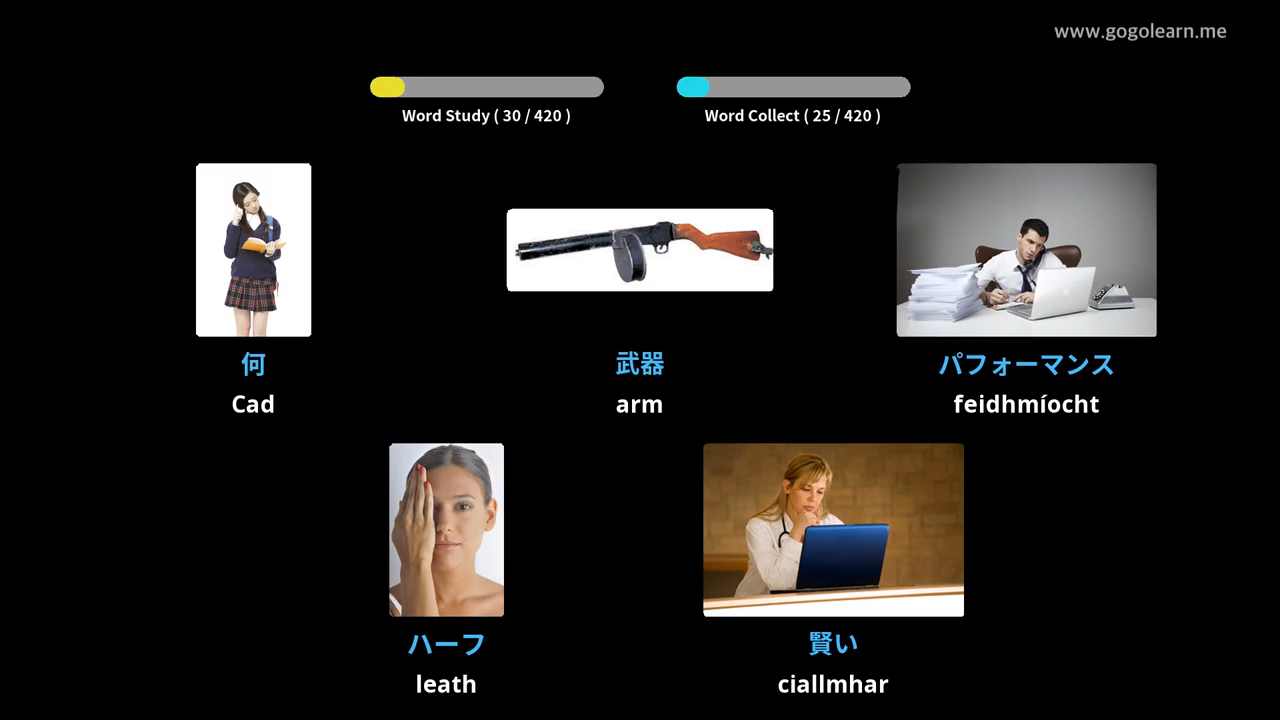 www.gogolearn.me
Word Study ( 30 / 420 )
Word Collect ( 25 / 420 )
何
Cad
武器
arm
パフォーマンス
feidhmíocht
ハーフ
leath
賢い
ciallmhar